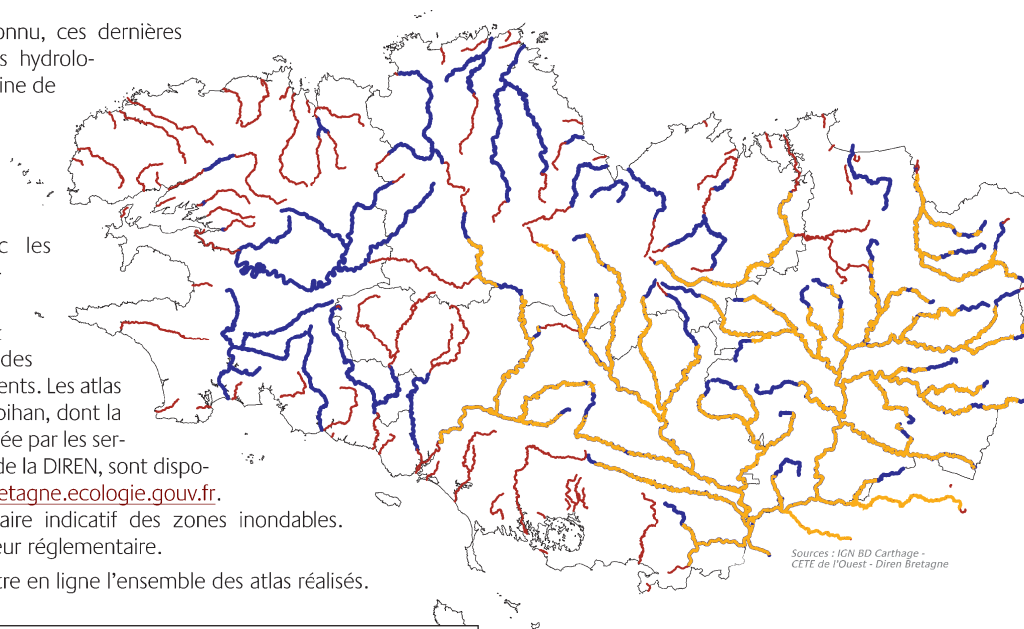 onnu, ces dernières
s hydrolo-
ine de
c les
des
ents. Les atlas
bihan, dont la
ée par les ser-
de la DIREN, sont dispo-
etagne.ecologie.gouv.fr.
aire indicatif des zones inondables.
eur réglementaire.
tre en ligne l'ensemble des atlas réalisés.
Sources : IGN BD Carthage -
CETE de l'Ouest - Diren Bretagne